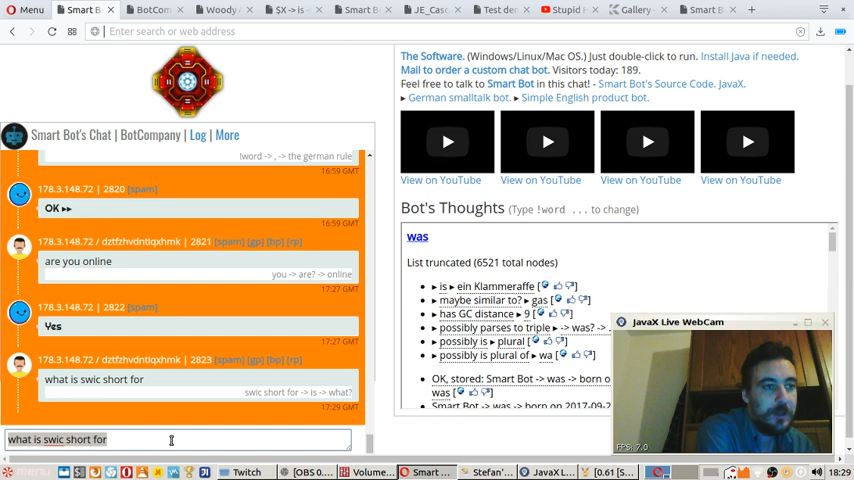 Menu
Smart B
BotCom
Woody A
SX -> is -
Smart Bo
JE_Casc
Test der
Stupid H
Gallery -
Smart B
Enter search or web address
The Software. (Windows/Linux/Mac OS.) Just double-click to run. Install Java if needed.
Mail to order a custom chat bot. Visitors today: 189.
Feel free to talk to Smart Bot in this chat! - Smart Bot's Source Code. JavaX.
▸ German smalltalk bot. ▸ Simple English product bot.
View on YouTube
View on YouTube
View on YouTube
View on YouTube
Bot's Thoughts (Type !word ... to change)
was
List truncated (6521 total nodes)
▸ is ▸ ein Klammeraffe [
▸ maybe similar to? ▸ gas [
▸ has GC distance ▸ 9 [
▸ possibly parses to triple ▸ -> was? ->
▸ possibly is ▸ plural [
▸ possibly is plural of ▸ wa [
OK, stored: Smart Bot -> was -> born o
was [
Smart Bot -> was -> born on 2017-09-2
Smart Bot's Chat | BotCompany | Log | More
!word -> , -> the german rule
16:59 GMT
178.3.148.72 | 2820 [spam]
OK ▸▸
16:59 GMT
178.3.148.72 / dztfzhvdntlqxhmk | 2821 [spam] [gp] [bp] [rp]
are you online
you -> are? -> online
17:27 GMT
178.3.148.72 | 2822 [spam]
Yes
17:27 GMT
178.3.148.72 / dztfzhvdntlqxhmk | 2823 [spam] [gp] [bp] [rp]
what is swic short for
swic short for -> is -> what?
17:29 GMT
what is swic short for
JavaX Live WebCam
FPS: 7.0
menu
Twitch
[OBS 0....
Volume...
Smart ...
Stefan'...
JavaX L...
[0.61 [S...
18:29